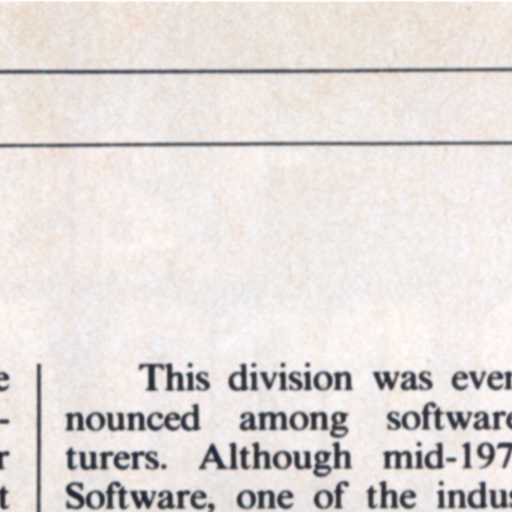 e
-
r
t
This division was ever
nounced among software
turers. Although mid-197
Software, one of the indus